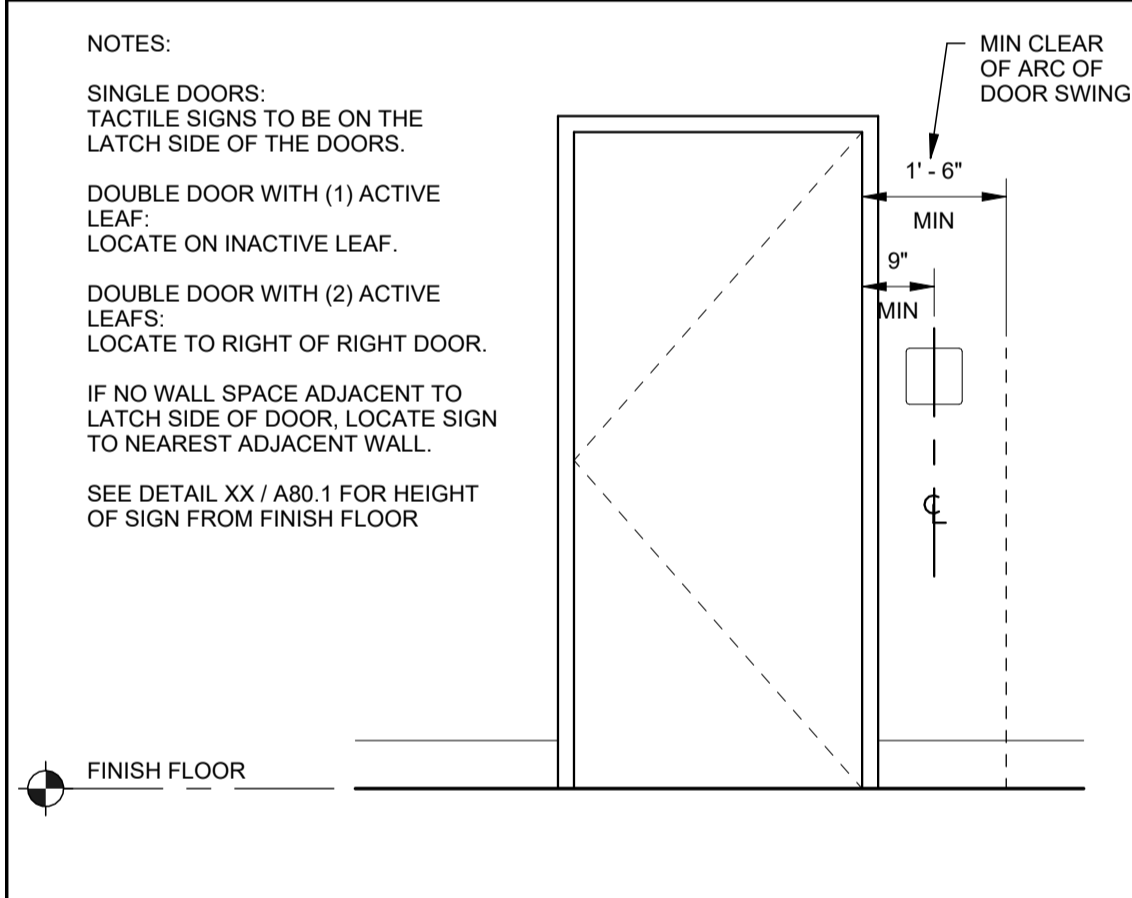 NOTES:
SINGLE DOORS:
TACTILE SIGNS TO BE ON THE
LATCH SIDE OF THE DOORS.
DOUBLE DOOR WITH (1) ACTIVE
LEAF:
LOCATE ON INACTIVE LEAF.
DOUBLE DOOR WITH (2) ACTIVE
LEAFS:
LOCATE TO RIGHT OF RIGHT DOOR.
IF NO WALL SPACE ADJACENT TO
LATCH SIDE OF DOOR, LOCATE SIGN
TO NEAREST ADJACENT WALL.
SEE DETAIL XX / A80.1 FOR HEIGHT
OF SIGN FROM FINISH FLOOR
MIN CLEAR
OF ARC OF
DOOR SWING
1' - 6"
MIN
9"
MIN
℄
FINISH FLOOR